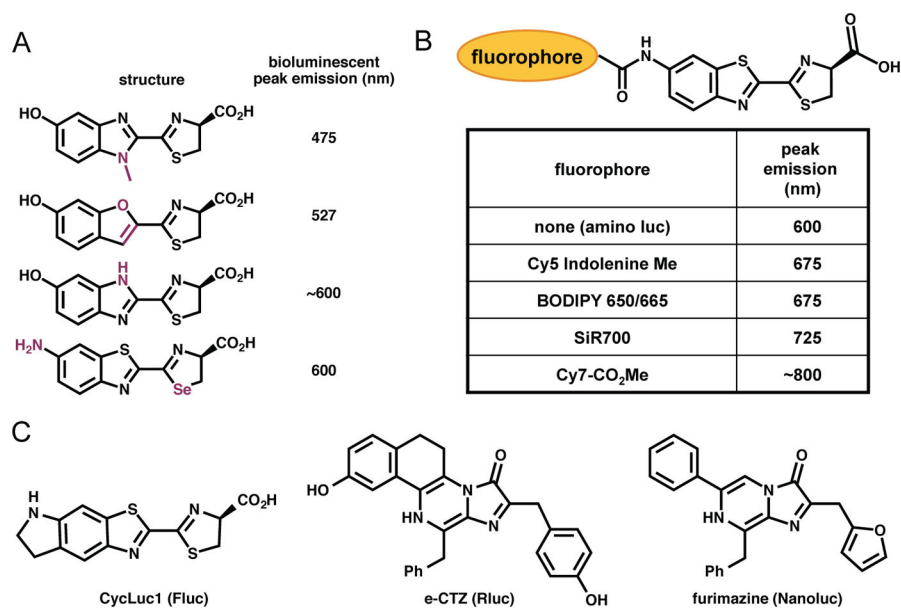 A
structure
bioluminescent
peak emission (nm)
HO
N
N
CO₂H
N
S
475
HO
O
N
CO₂H
S
527
HO
H
N
N
CO₂H
N
S
~600
H₂N
S
N
CO₂H
N
Se
600
B
fluorophore
H
N
O
S
N
N
S
O
OH
fluorophore
peak
emission
(nm)
none (amino luc) 600
Cy5 Indolenine Me 675
BODIPY 650/665 675
SiR700 725
Cy7-CO₂Me ~800
C
H
N
S
N
N
S
CO₂H
CycLuc1 (Fluc)
HO
O
N
HN
N
Ph
OH
e-CTZ (Rluc)
O
N
HN
N
O
Ph
furimazine (Nanoluc)